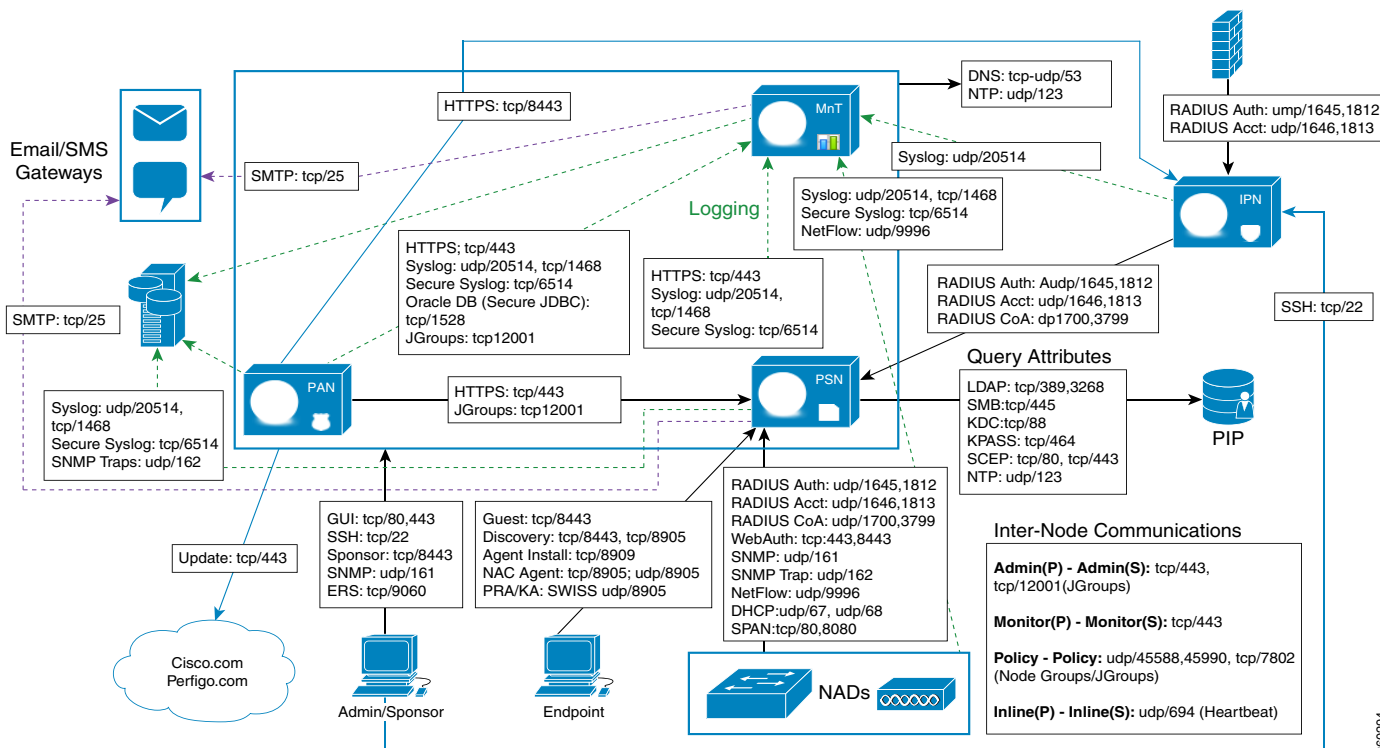 HTTPS: tcp/8443
MnT
DNS: tcp-udp/53
NTP: udp/123
RADIUS Auth: ump/1645,1812
RADIUS Acct: udp/1646,1813
Email/SMS
Gateways
SMTP: tcp/25
Syslog: udp/20514
IPN
Logging
Syslog: udp/20514, tcp/1468
Secure Syslog: tcp/6514
NetFlow: udp/9996
HTTPS; tcp/443
Syslog: udp/20514, tcp/1468
Secure Syslog: tcp/6514
Oracle DB (Secure JDBC):
tcp/1528
JGroups: tcp12001
HTTPS: tcp/443
Syslog: udp/20514,
tcp/1468
Secure Syslog: tcp/6514
RADIUS Auth: Audp/1645,1812
RADIUS Acct: udp/1646,1813
RADIUS CoA: dp1700,3799
SSH: tcp/22
SMTP: tcp/25
PAN
HTTPS: tcp/443
JGroups: tcp12001
PSN
Query Attributes
LDAP: tcp/389,3268
SMB:tcp/445
KDC:tcp/88
KPASS: tcp/464
SCEP: tcp/80, tcp/443
NTP: udp/123
PIP
Syslog: udp/20514,
tcp/1468
Secure Syslog: tcp/6514
SNMP Traps: udp/162
Update: tcp/443
GUI: tcp/80,443
SSH: tcp/22
Sponsor: tcp/8443
SNMP: udp/161
ERS: tcp/9060
Guest: tcp/8443
Discovery: tcp/8443, tcp/8905
Agent Install: tcp/8909
NAC Agent: tcp/8905; udp/8905
PRA/KA: SWISS udp/8905
RADIUS Auth: udp/1645,1812
RADIUS Acct: udp/1646,1813
RADIUS CoA: udp/1700,3799
WebAuth: tcp:443,8443
SNMP: udp/161
SNMP Trap: udp/162
NetFlow: udp/9996
DHCP:udp/67, udp/68
SPAN:tcp/80,8080
Inter-Node Communications
Admin(P) - Admin(S): tcp/443,
tcp/12001(JGroups)
Monitor(P) - Monitor(S): tcp/443
Policy - Policy: udp/45588,45990, tcp/7802
(Node Groups/JGroups)
Inline(P) - Inline(S): udp/694 (Heartbeat)
Cisco.com
Perfigo.com
Admin/Sponsor
Endpoint
NADs